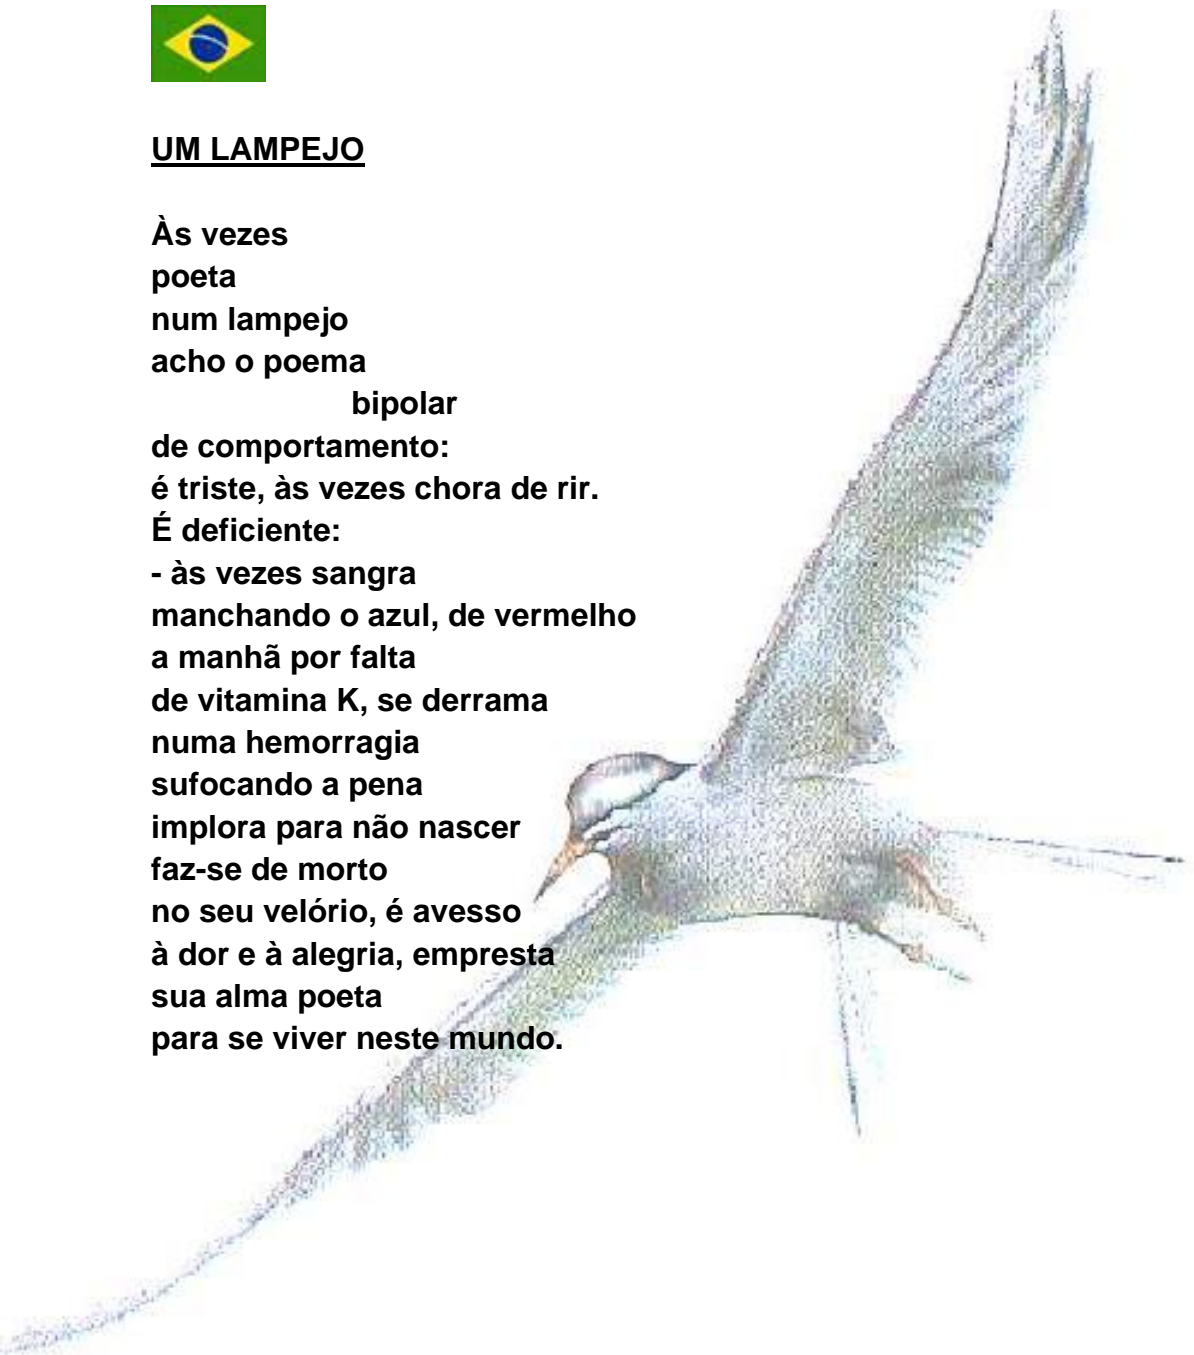 UM LAMPEJO
Às vezes
poeta
num lampejo
acho o poema
bipolar
de comportamento:
é triste, às vezes chora de rir.
É deficiente:
- às vezes sangra
manchando o azul, de vermelho
a manhã por falta
de vitamina K, se derrama
numa hemorragia
sufocando a pena
implora para não nascer
faz-se de morto
no seu velório, é avesso
à dor e à alegria, empresta
sua alma poeta
para se viver neste mundo.